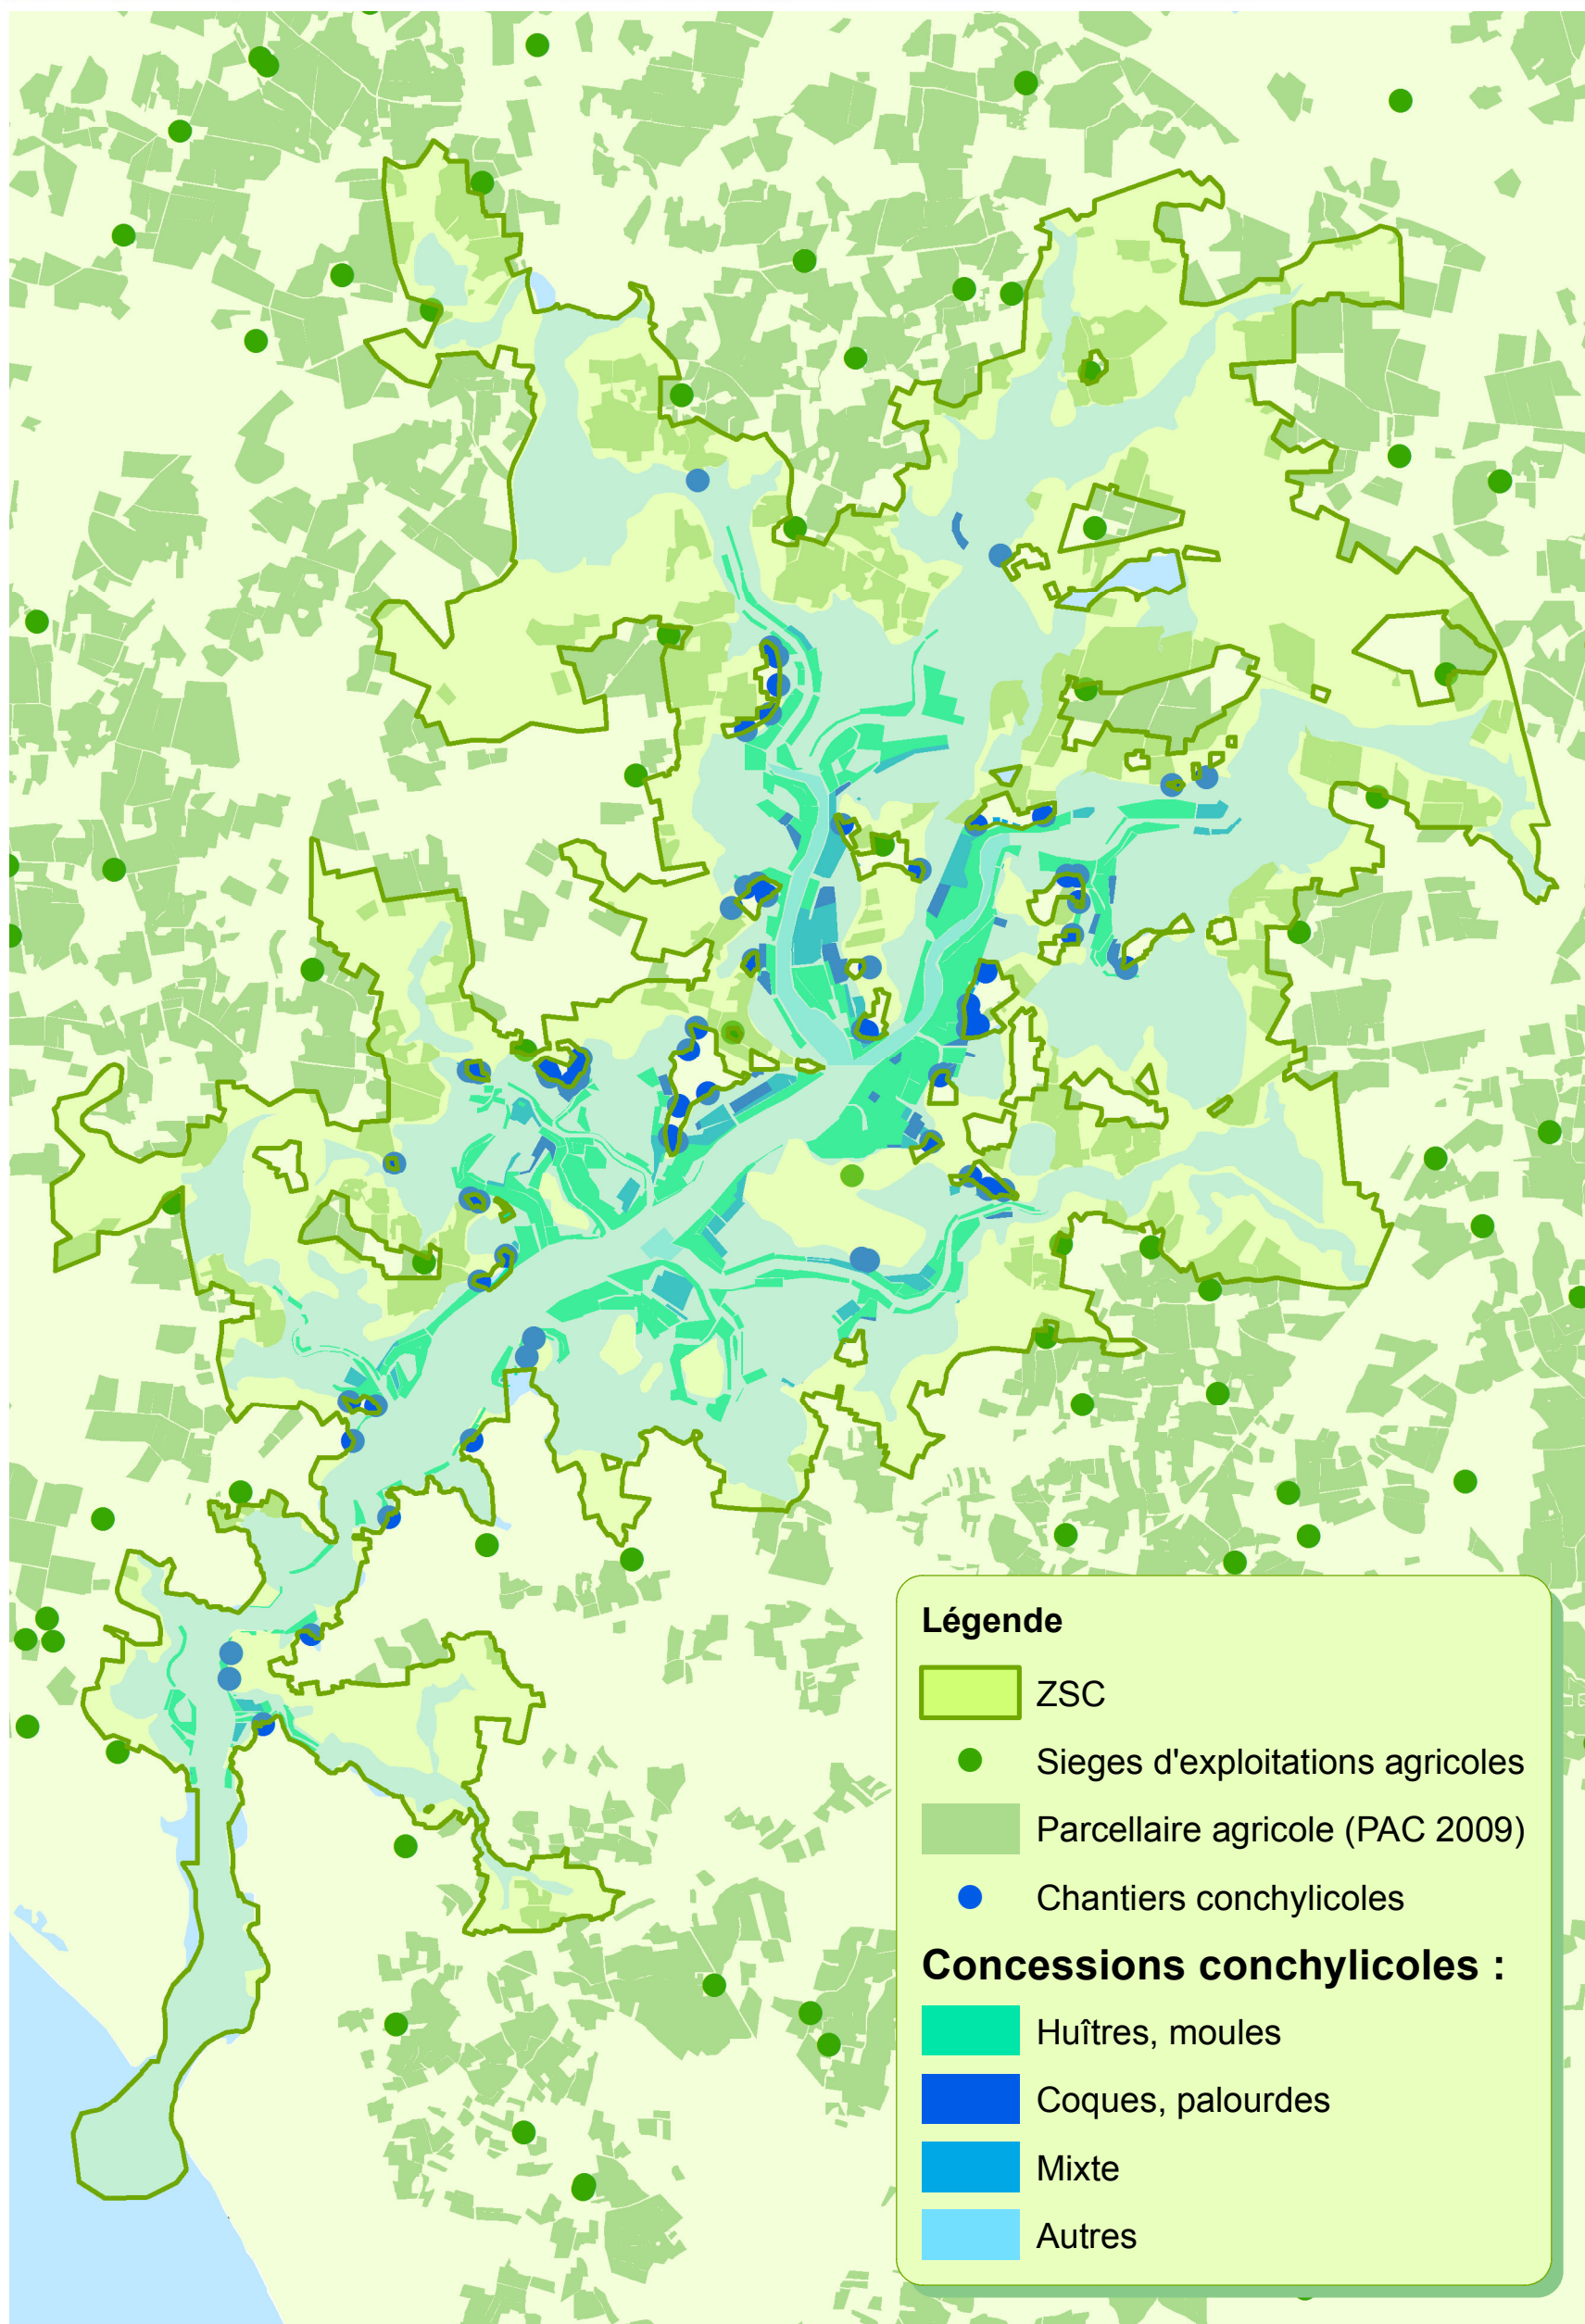 Légende
ZSC
Sieges d'exploitations agricoles
Parcellaire agricole (PAC 2009)
Chantiers conchylicoles
Concessions conchylicoles :
Huîtres, moules
Coques, palourdes
Mixte
Autres